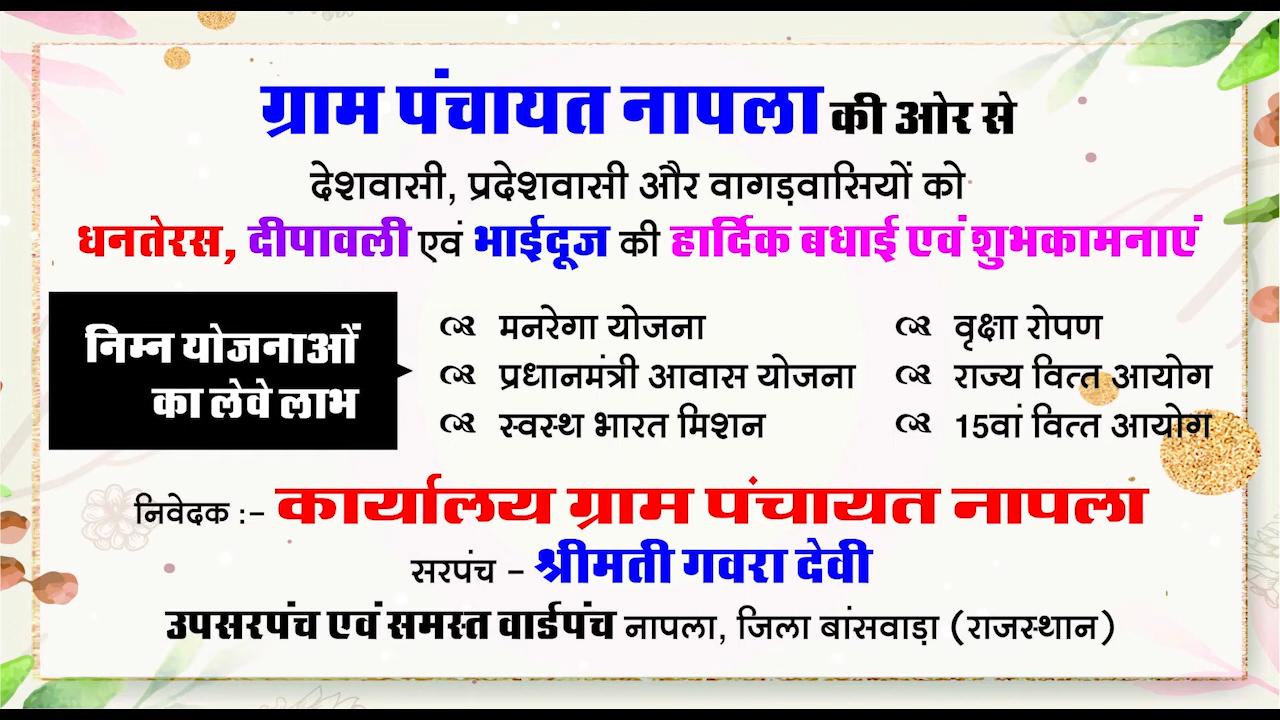 ग्राम पंचायत नापला की ओर से
देशवासी, प्रदेशवासी और वागड़वासियों को
धनतेरस, दीपावली एवं भाईदूज की हार्दिक बधाई एवं शुभकामनाएं
निम्न योजनाओं
का लेवे लाभ
मनरेगा योजना
प्रधानमंत्री आवास योजना
स्वस्थ भारत मिशन
वृक्षा रोपण
राज्य वित्त आयोग
15वां वित्त आयोग
निवेदक :- कार्यालय ग्राम पंचायत नापला
सरपंच - श्रीमती गवरा देवी
उपसरपंच एवं समस्त वार्डपंच नापला, जिला बांसवाड़ा (राजस्थान)